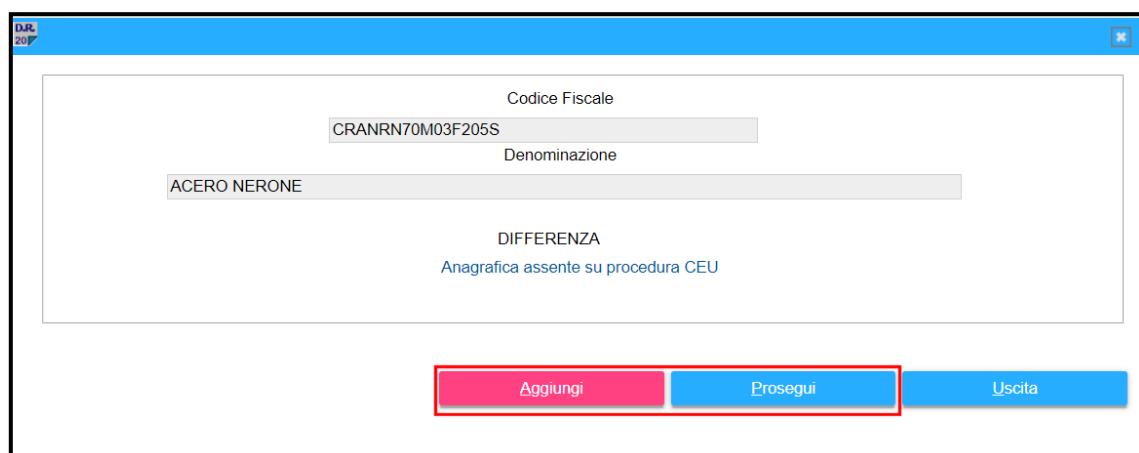 D.R.
20
Codice Fiscale
CRANRN70M03F205S
Denominazione
ACERO NERONE
DIFFERENZA
Anagrafica assente su procedura CEU
Aggiungi Prosegui Uscita